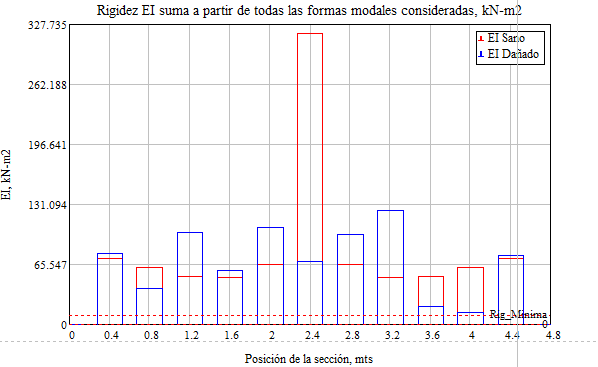 Rigidez EI suma a partir de todas las formas modales consideradas, kN-m2
327.735
262.188
196.641
131.094
65.547
0
EI, kN-m2
EI Sano
EI Dañado
Rig_Mínima
0
0 0.4 0.8 1.2 1.6 2 2.4 2.8 3.2 3.6 4 4.4 4.8
Posición de la sección, mts